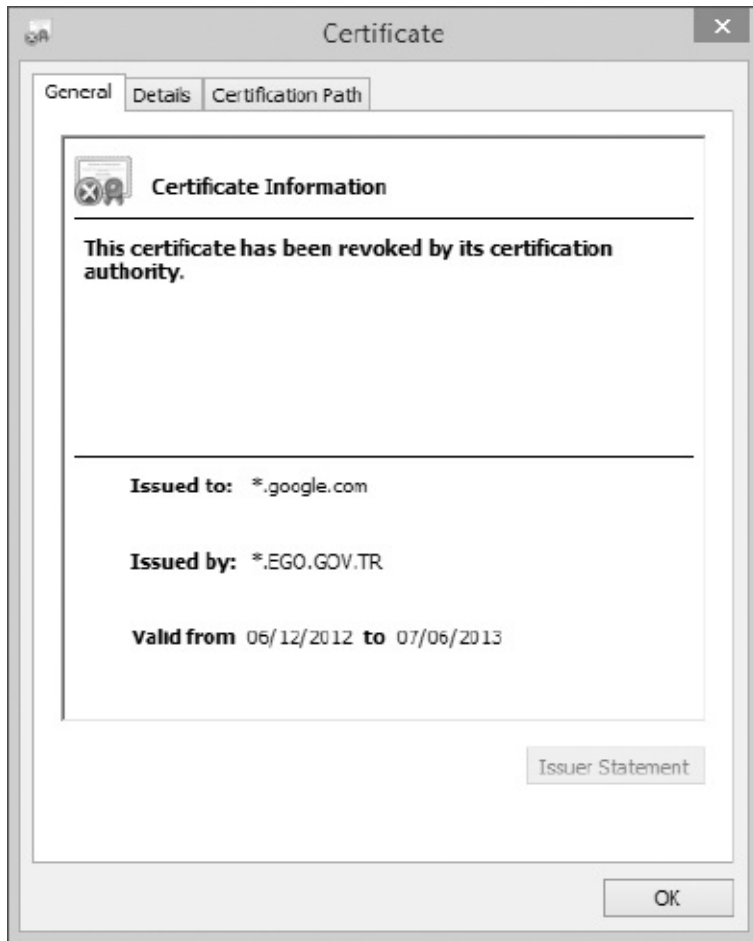 Certificate
General Details Certification Path
Certificate Information
This certificate has been revoked by its certification
authority.
Issued to: *.google.com
Issued by: *.EGO.GOV.TR
Valid from 06/12/2012 to 07/06/2013
Issuer Statement
OK